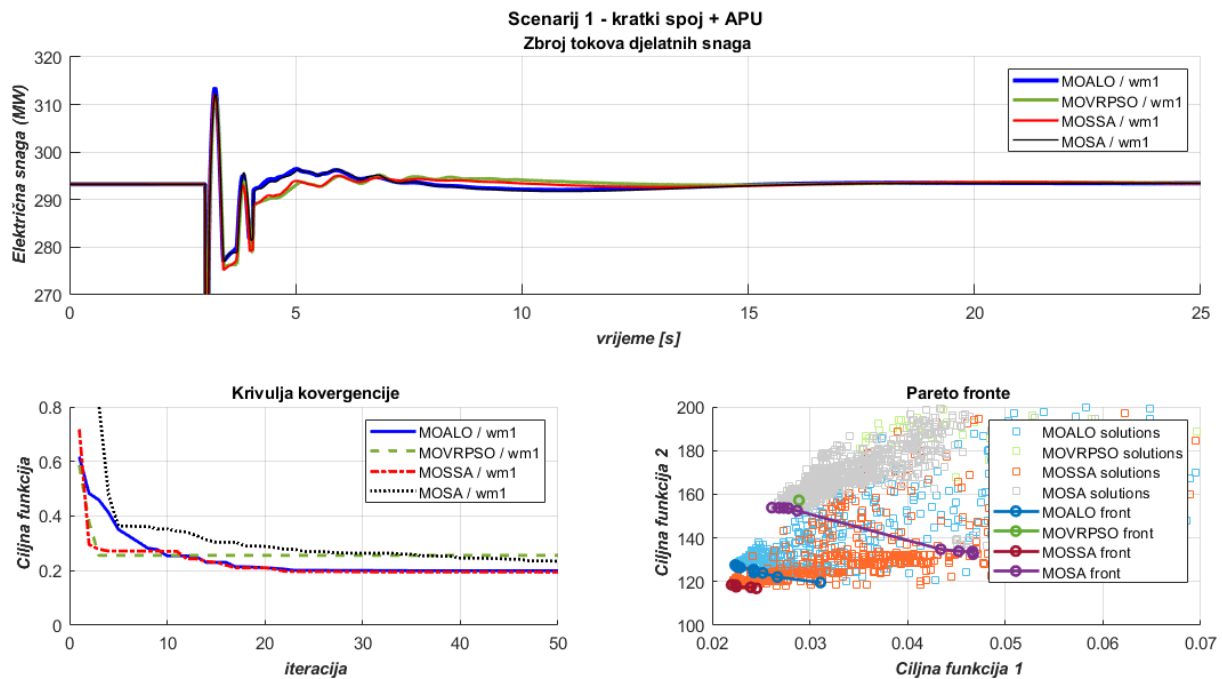 Scenarij 1 - kratki spoj + APU
Zbroj tokova djelatnih snaga
Električna snaga (MW)
320
310
300
290
280
270
0
5
10
15
20
25
vrijeme [s]
MOALO / wm1
MOVRPSO / wm1
MOSSA / wm1
MOSA / wm1
Krivulja kovergencije
Ciljna funkcija
0.8
0.6
0.4
0.2
0
0
10
20
30
40
50
iteracija
MOALO / wm1
MOVRPSO / wm1
MOSSA / wm1
MOSA / wm1
Pareto fronte
Ciljna funkcija 2
200
180
160
140
120
100
0.02
0.03
0.04
0.05
0.06
0.07
Ciljna funkcija 1
MOALO solutions
MOVRPSO solutions
MOSSA solutions
MOSA solutions
MOALO front
MOVRPSO front
MOSSA front
MOSA front